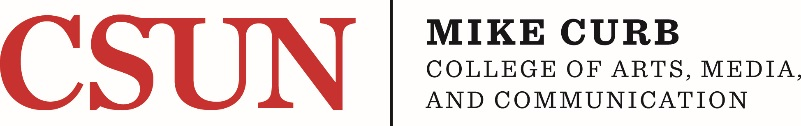 CSUN
MIKE CURB
COLLEGE OF ARTS, MEDIA,
AND COMMUNICATION